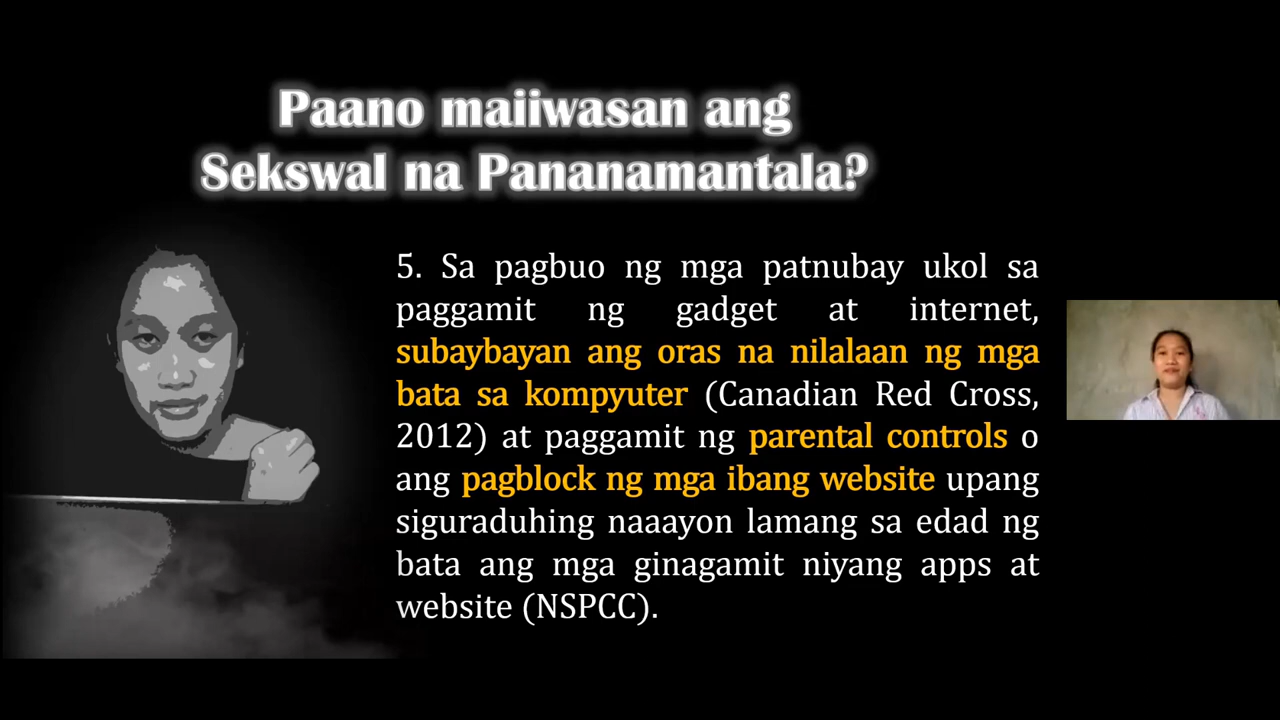 Paano maiiwasan ang
Sekswal na Pananamantala?
5. Sa pagbuo ng mga patnubay ukol sa
paggamit ng gadget at internet,
subaybayan ang oras na nilalaan ng mga
bata sa kompyuter (Canadian Red Cross,
2012) at paggamit ng parental controls o
ang pagblock ng mga ibang website upang
siguraduhing naaayon lamang sa edad ng
bata ang mga ginagamit niyang apps at
website (NSPCC).